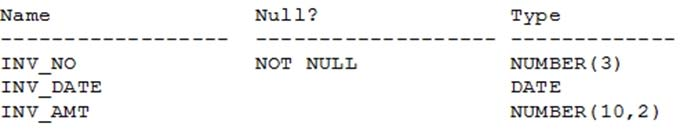 Name Null? Type
------------------ ------------------- -------------
INV_NO NOT NULL NUMBER(3)
INV_DATE DATE
INV_AMT NUMBER(10,2)